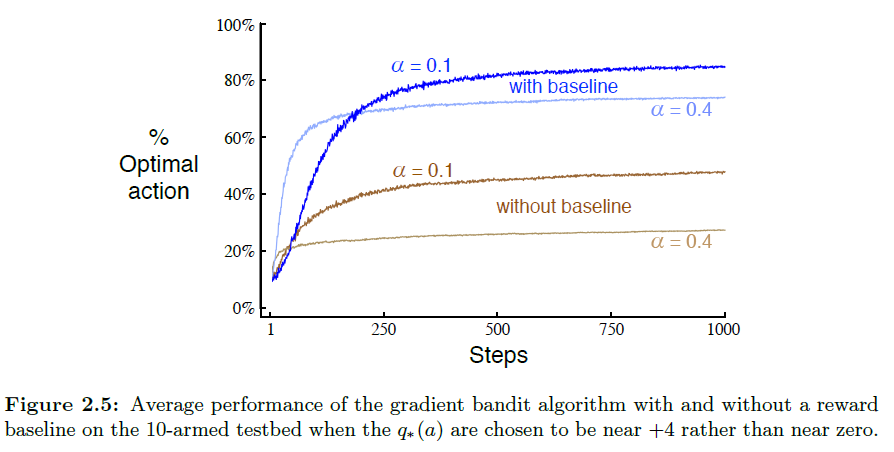 100%
α = 0.1
80%
with baseline
α = 0.4
%
Optimal
action
60%
α = 0.1
40%
without baseline
20%
α = 0.4
0%
1
250
500
750
1000
Steps
Figure 2.5: Average performance of the gradient bandit algorithm with and without a reward
baseline on the 10-armed testbed when the q*(a) are chosen to be near +4 rather than near zero.